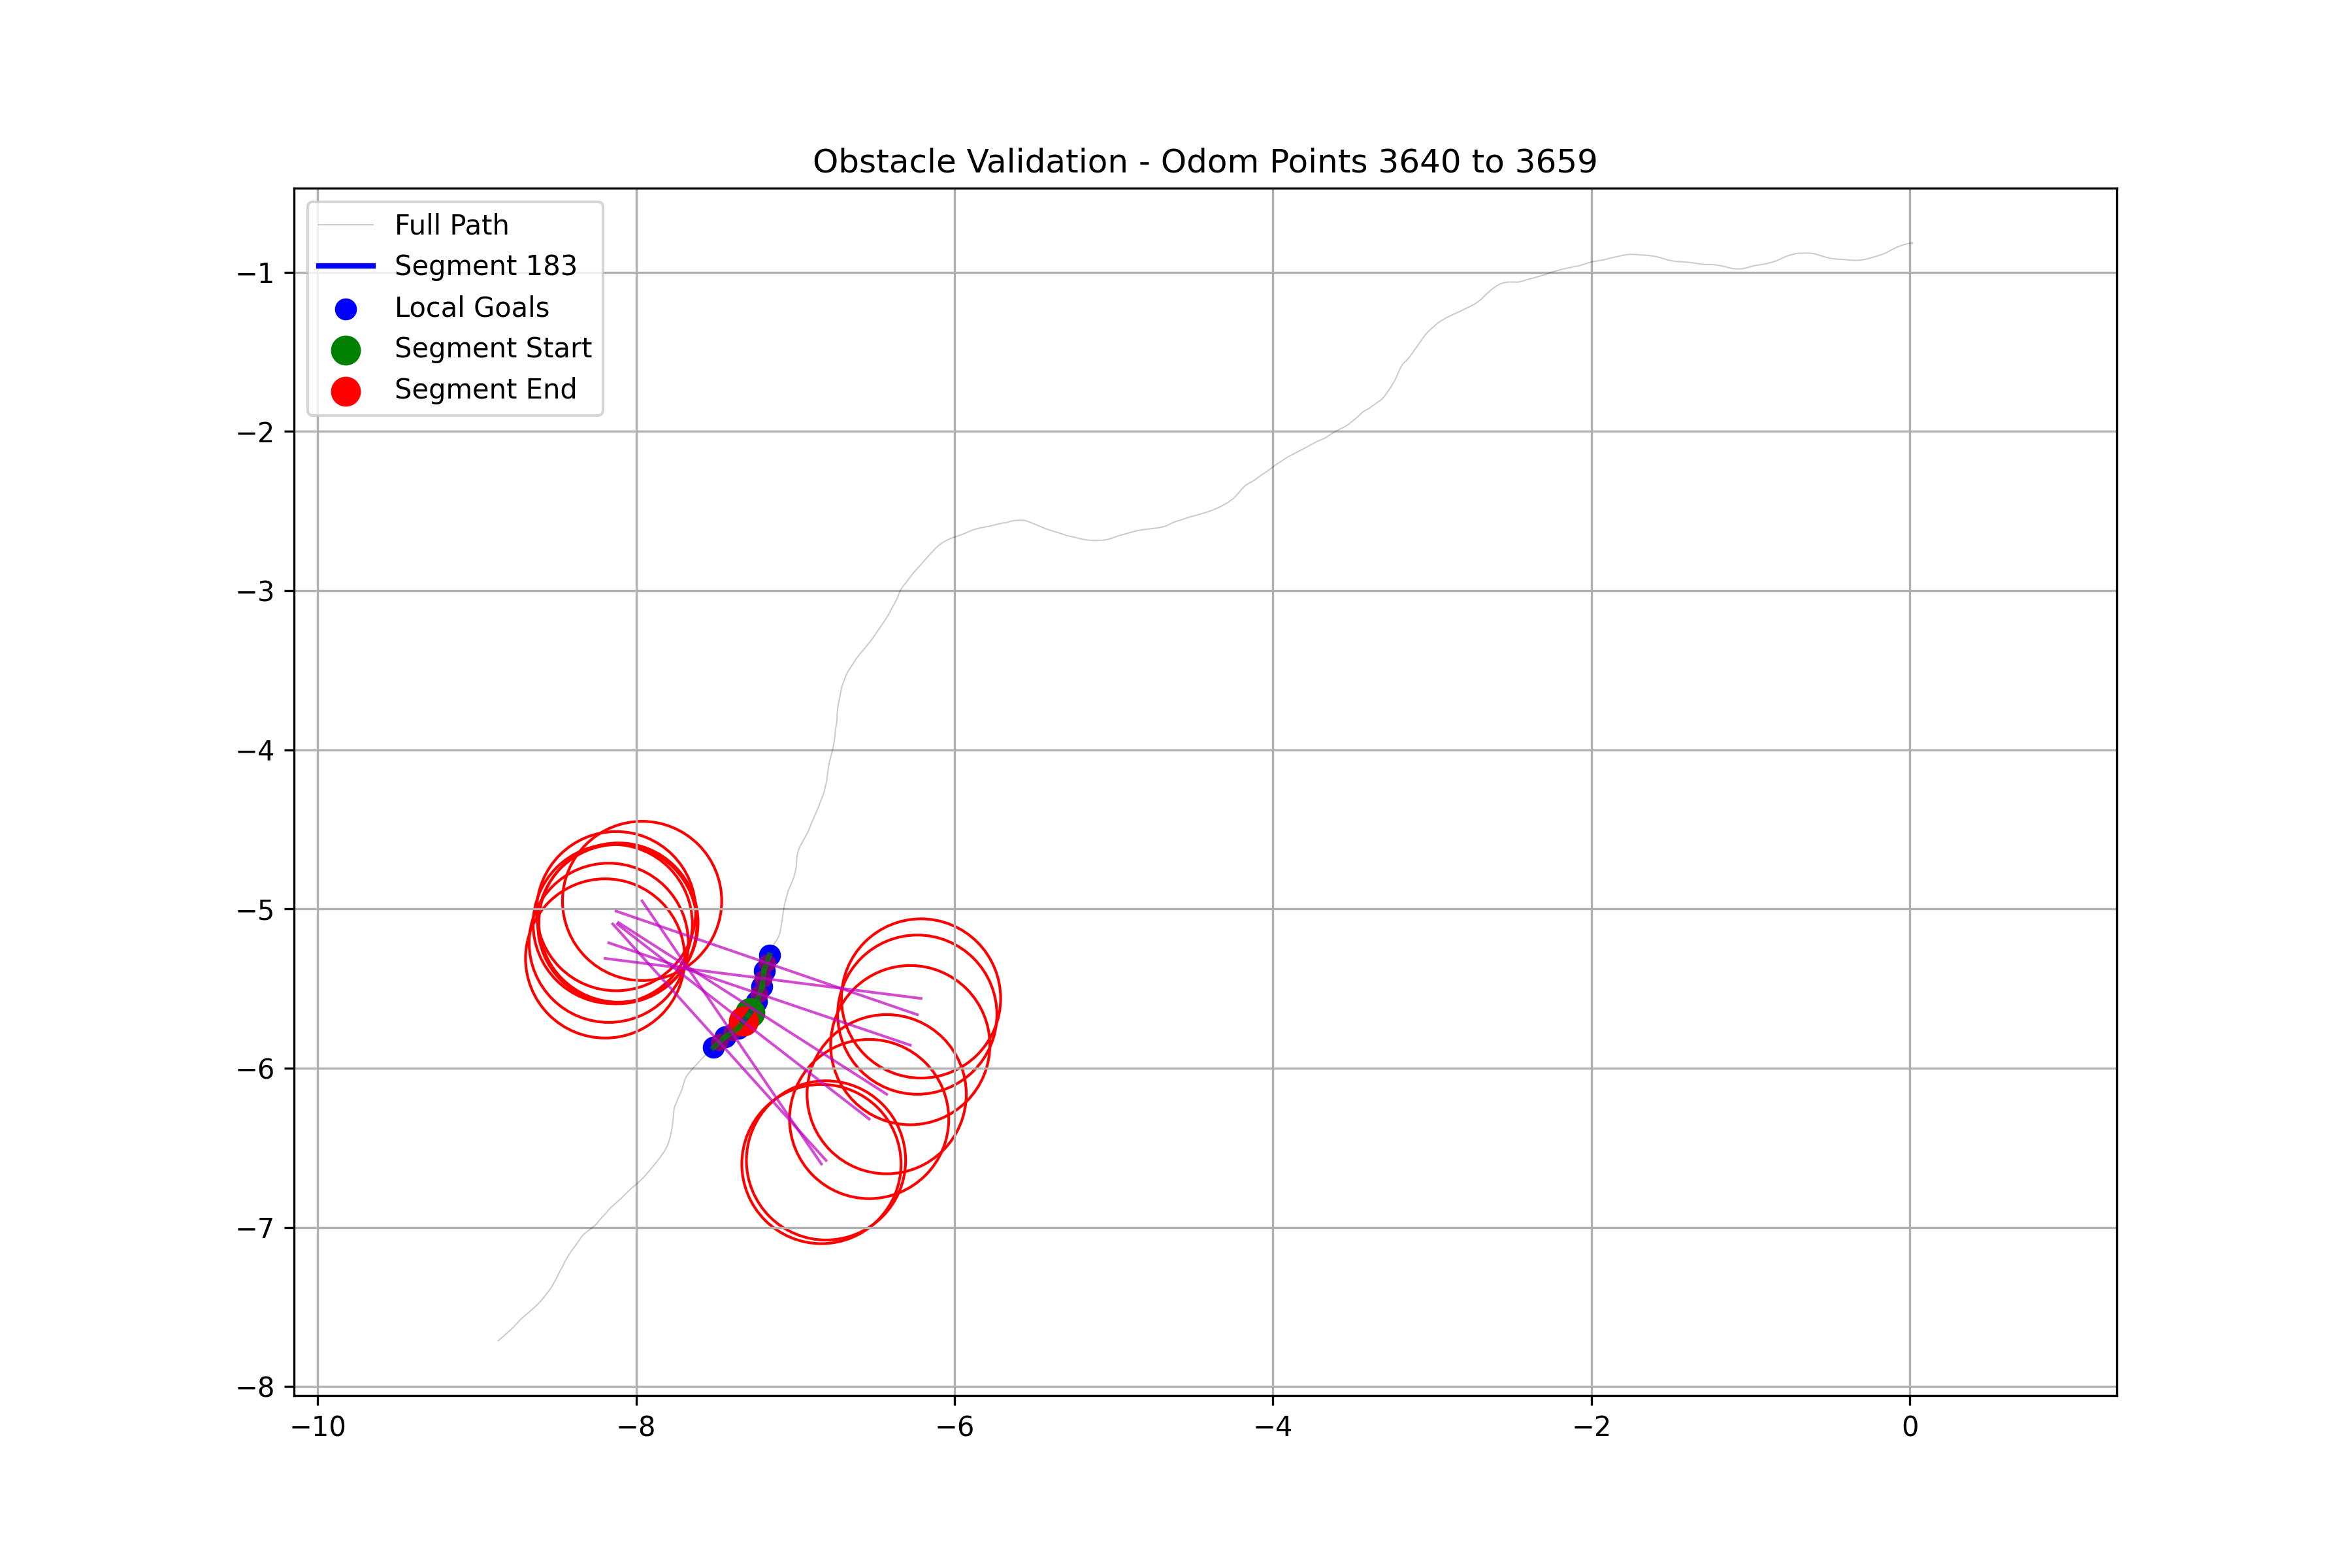 Obstacle Validation - Odom Points 3640 to 3659
Full Path
Segment 183
Local Goals
Segment Start
Segment End
−1
−2
−3
−4
−5
−6
−7
−8
−10 −8 −6 −4 −2 0